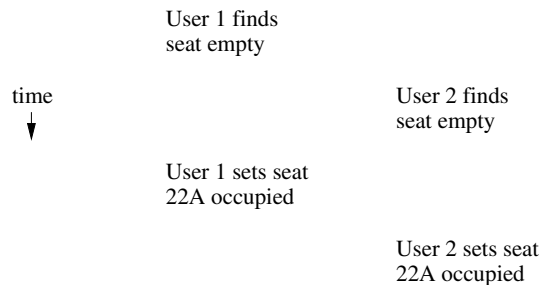 User 1 finds
seat empty
time
User 2 finds
seat empty
User 1 sets seat
22A occupied
User 2 sets seat
22A occupied